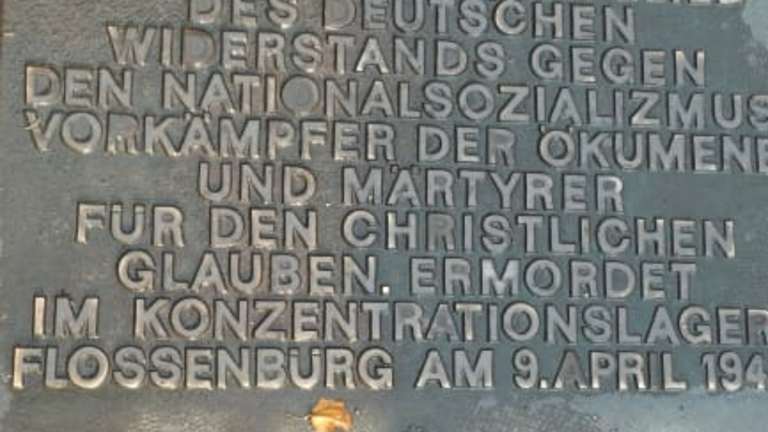 DES DEUTSCHEN
WIDERSTANDS GEGEN
DEN NATIONALSOZIALIZMUS
VORKÄMPFER DER ÖKUMENE
UND MÄRTYRER
FÜR DEN CHRISTLICHEN
GLAUBEN. ERMORDET
IM KONZENTRATIONSLAGER
FLOSSENBÜRG AM 9. APRIL 194